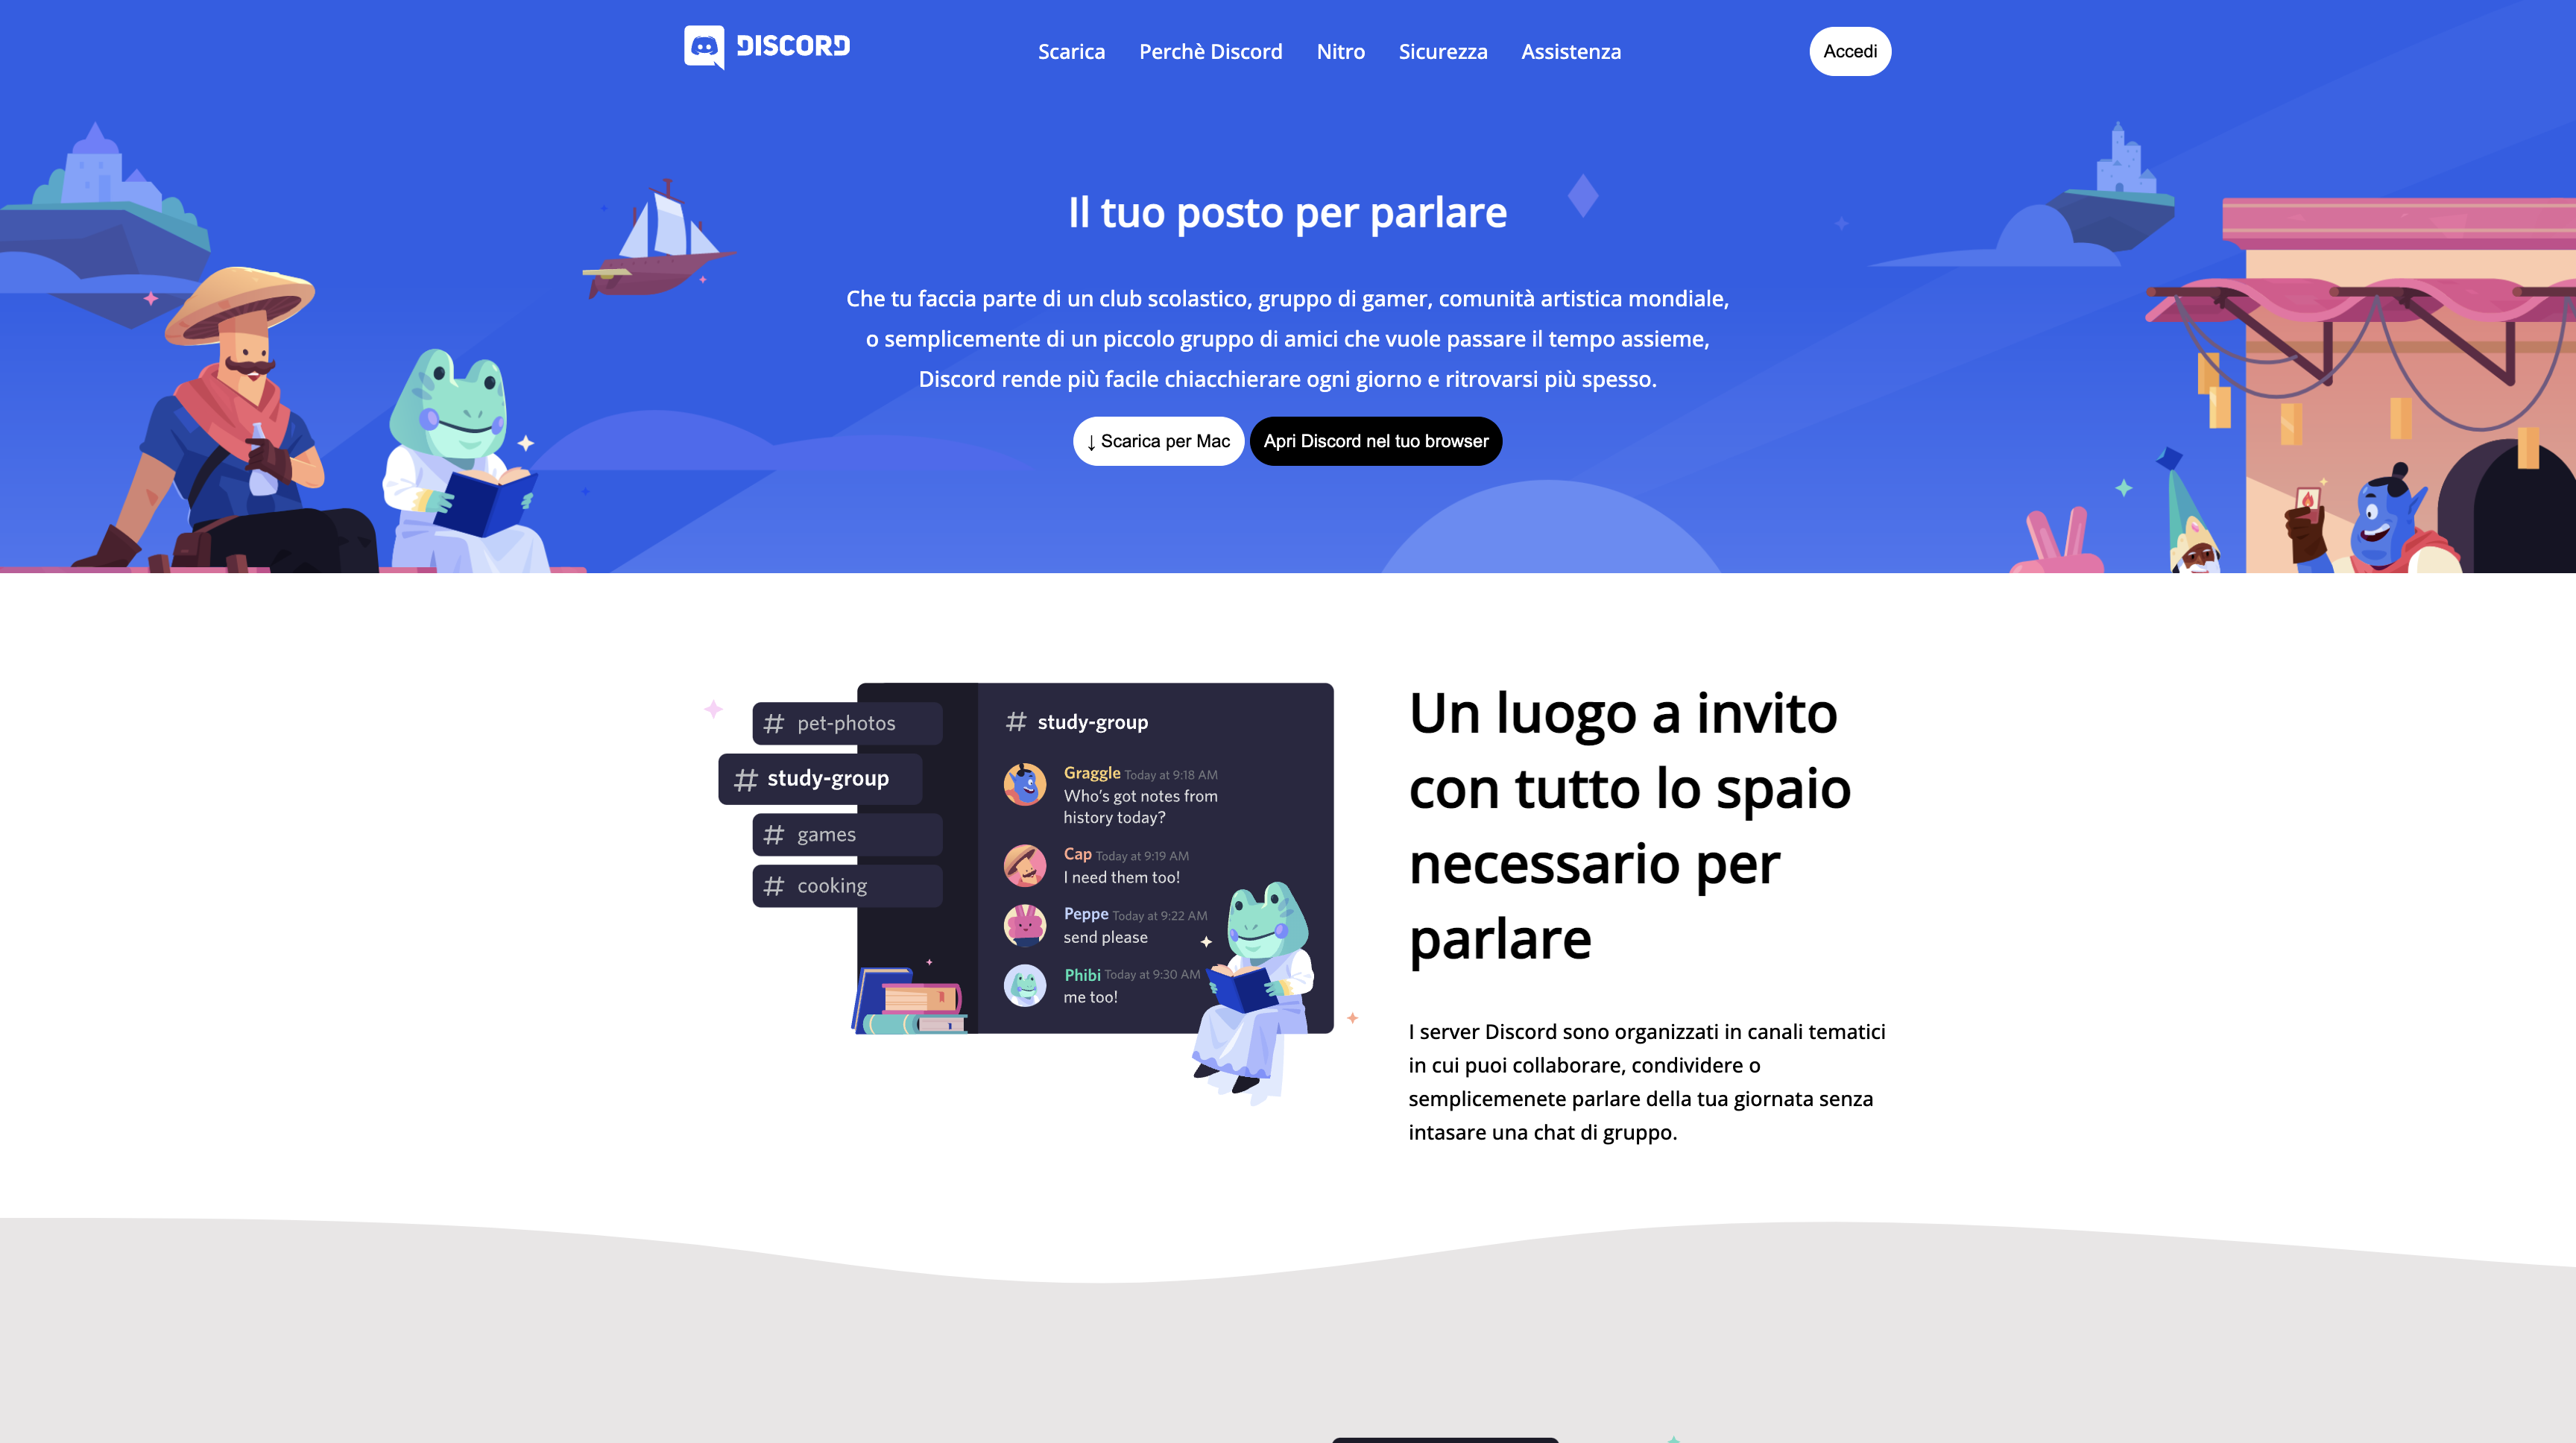 DISCORD
Scarica Perchè Discord Nitro Sicurezza Assistenza
Accedi
Il tuo posto per parlare
Che tu faccia parte di un club scolastico, gruppo di gamer, comunità artistica mondiale,
o semplicemente di un piccolo gruppo di amici che vuole passare il tempo assieme,
Discord rende più facile chiacchierare ogni giorno e ritrovarsi più spesso.
↓ Scarica per Mac
Apri Discord nel tuo browser
# pet-photos
# study-group
# games
# cooking
# study-group
Graggle Today at 9:18 AM
Who's got notes from
history today?
Cap Today at 9:19 AM
I need them too!
Peppe Today at 9:22 AM
send please
Phibi Today at 9:30 AM
me too!
Un luogo a invito
con tutto lo spaio
necessario per
parlare
I server Discord sono organizzati in canali tematici
in cui puoi collaborare, condividere o
semplicemenete parlare della tua giornata senza
intasare una chat di gruppo.